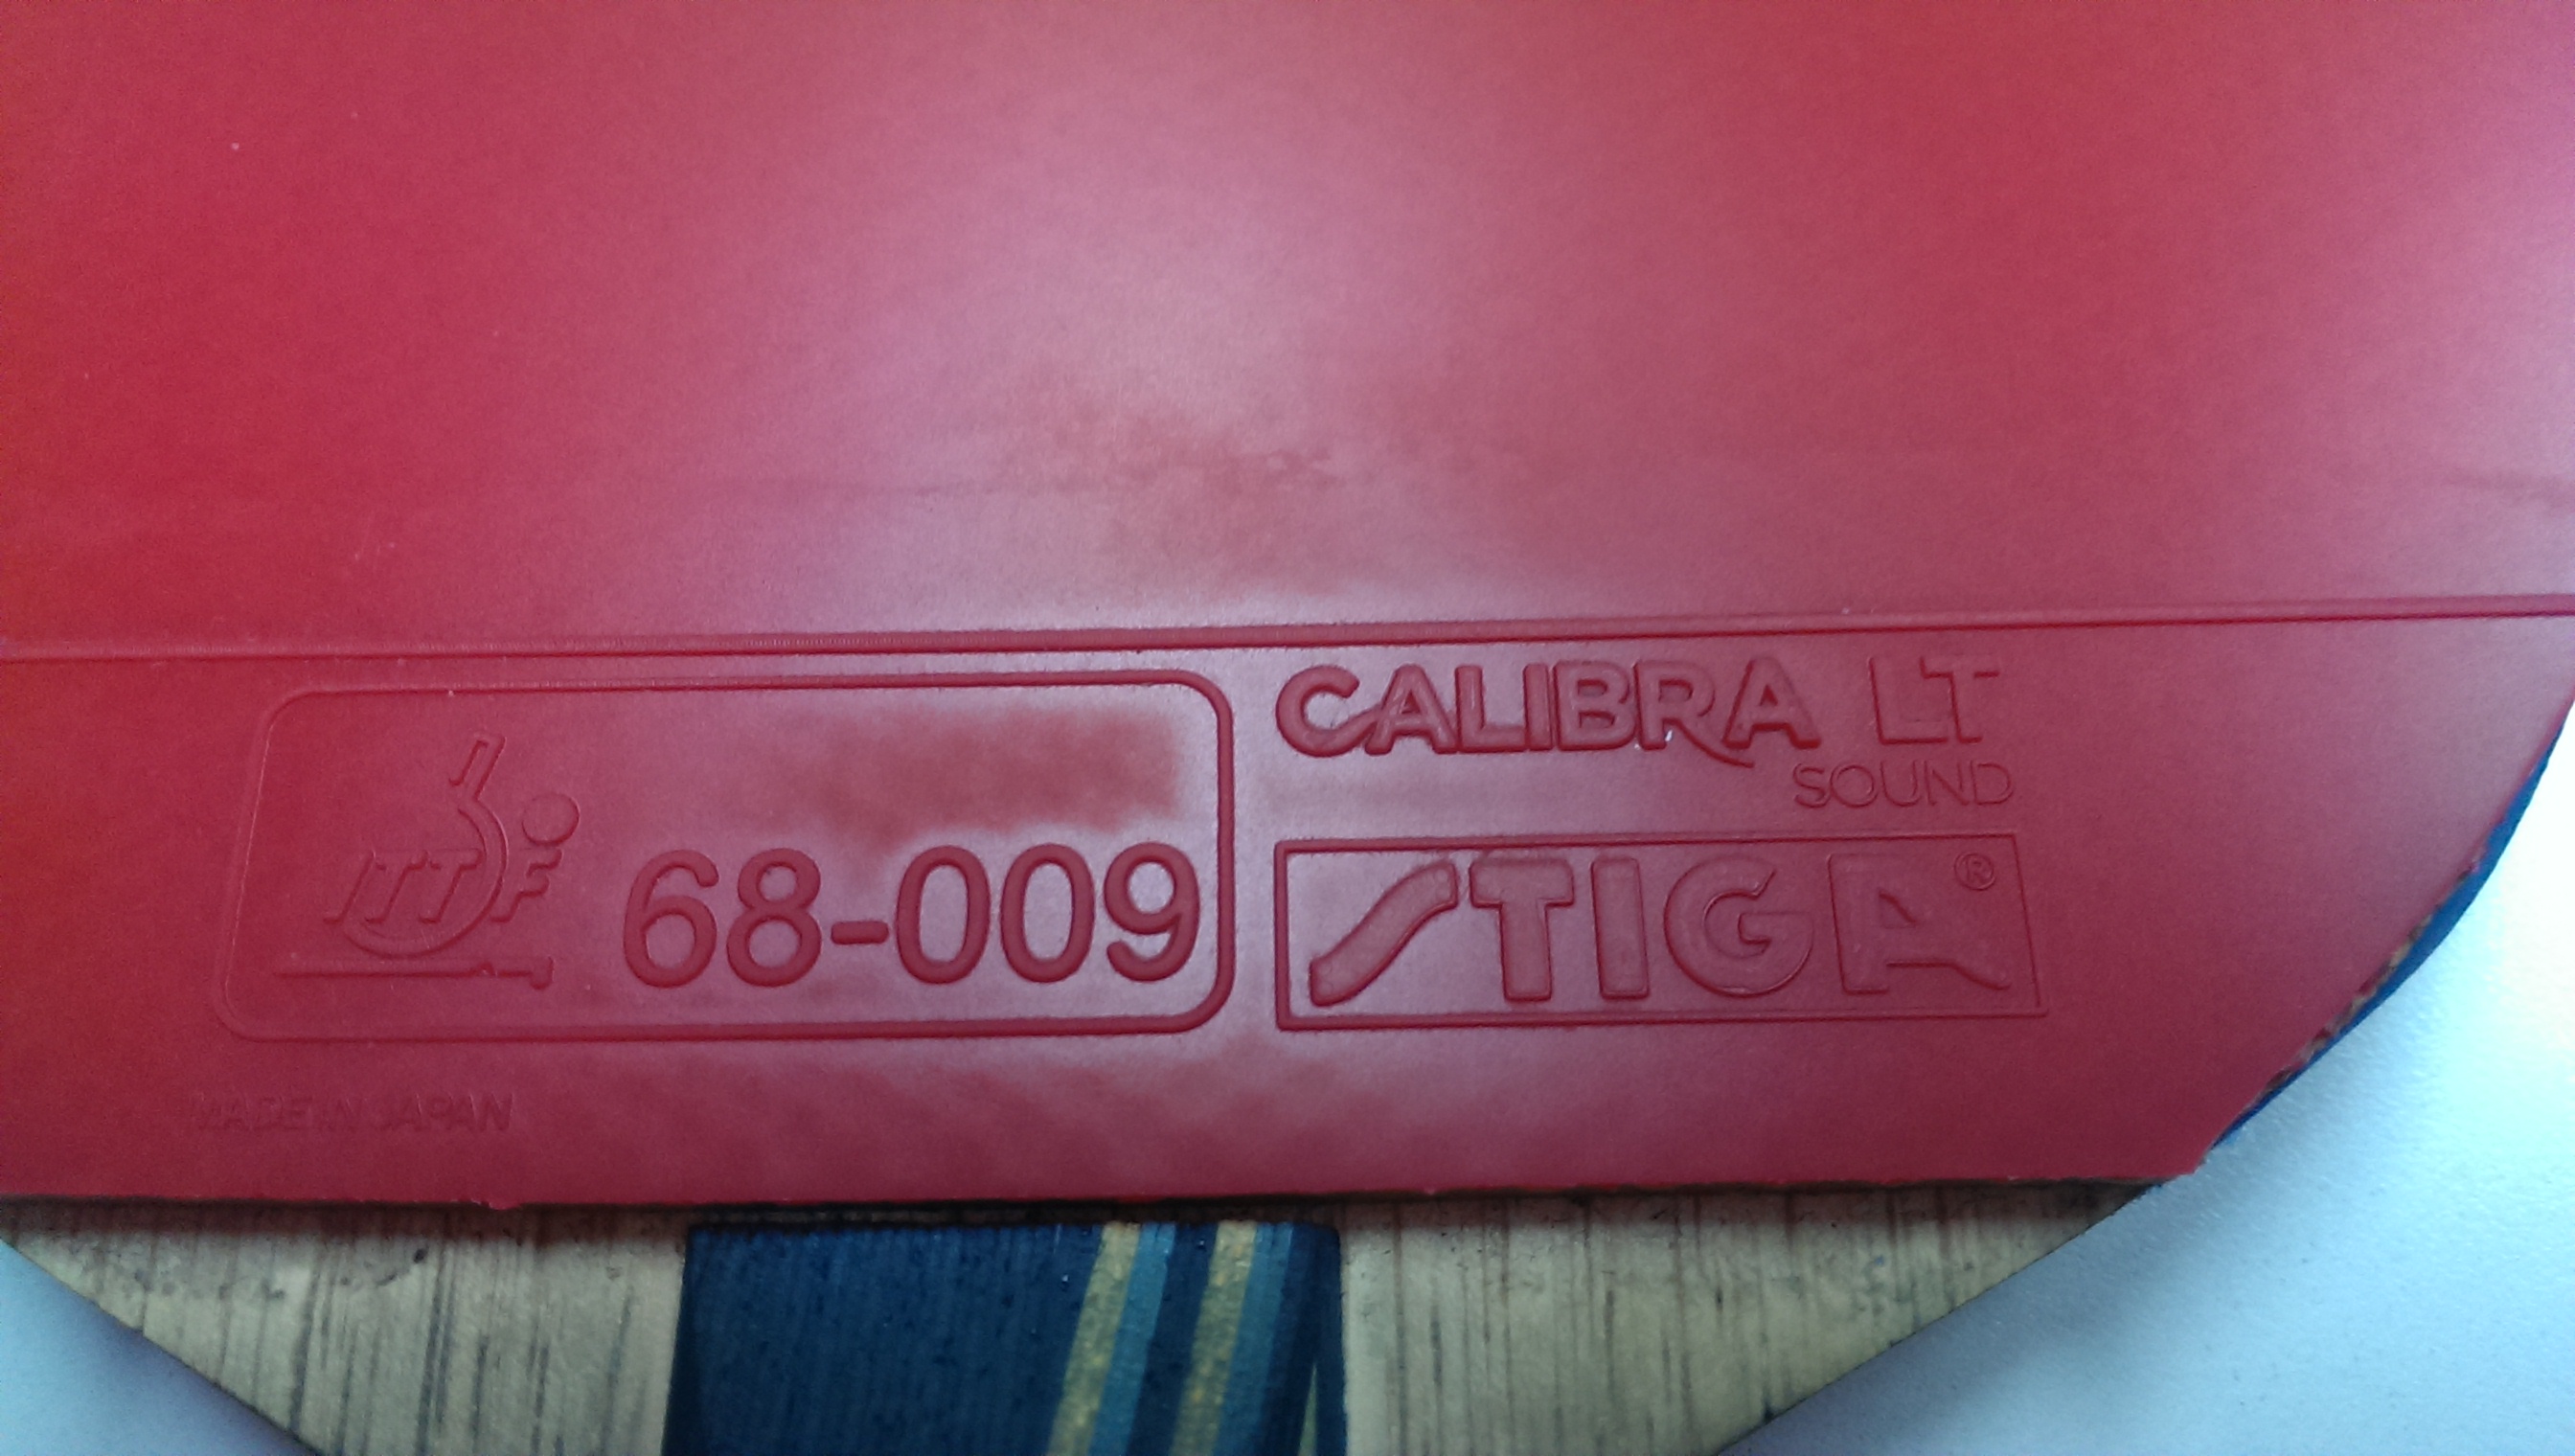 ITTF 68-009
CALIBRA LT
SOUND
STIGA®
MADE IN JAPAN